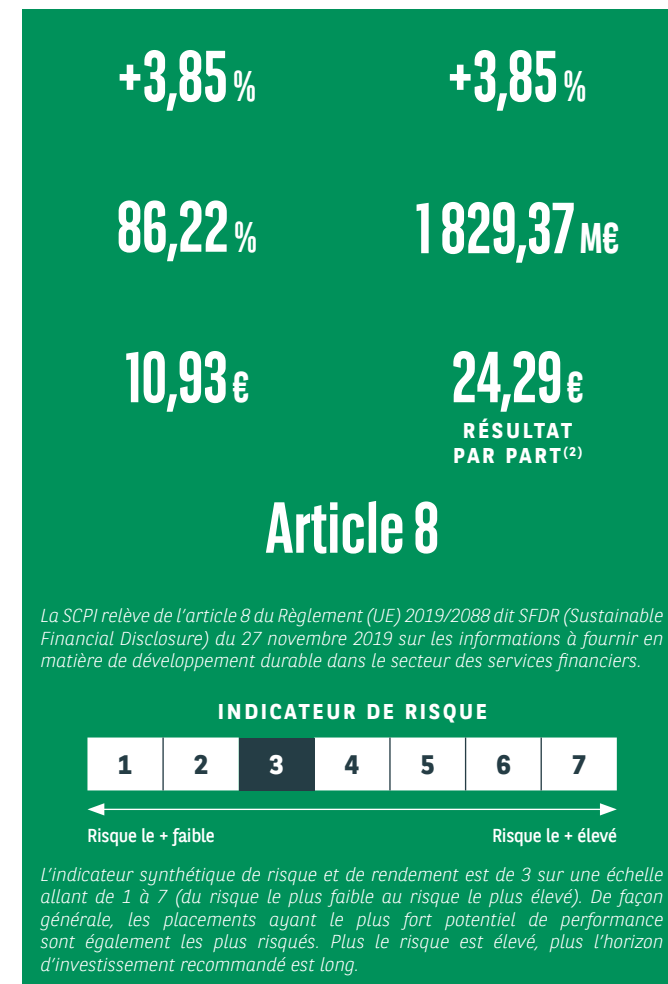 +3,85 % +3,85 %
86,22 % 1 829,37 M€
10,93 € 24,29 €
RÉSULTAT
PAR PART(2)
Article 8
La SCPI relève de l'article 8 du Règlement (UE) 2019/2088 dit SFDR (Sustainable
Financial Disclosure) du 27 novembre 2019 sur les informations à fournir en
matière de développement durable dans le secteur des services financiers.
INDICATEUR DE RISQUE
1 2 3 4 5 6 7
Risque le + faible Risque le + élevé
L'indicateur synthétique de risque et de rendement est de 3 sur une échelle
allant de 1 à 7 (du risque le plus faible au risque le plus élevé). De façon
générale, les placements ayant le plus fort potentiel de performance
sont également les plus risqués. Plus le risque est élevé, plus l'horizon
d'investissement recommandé est long.